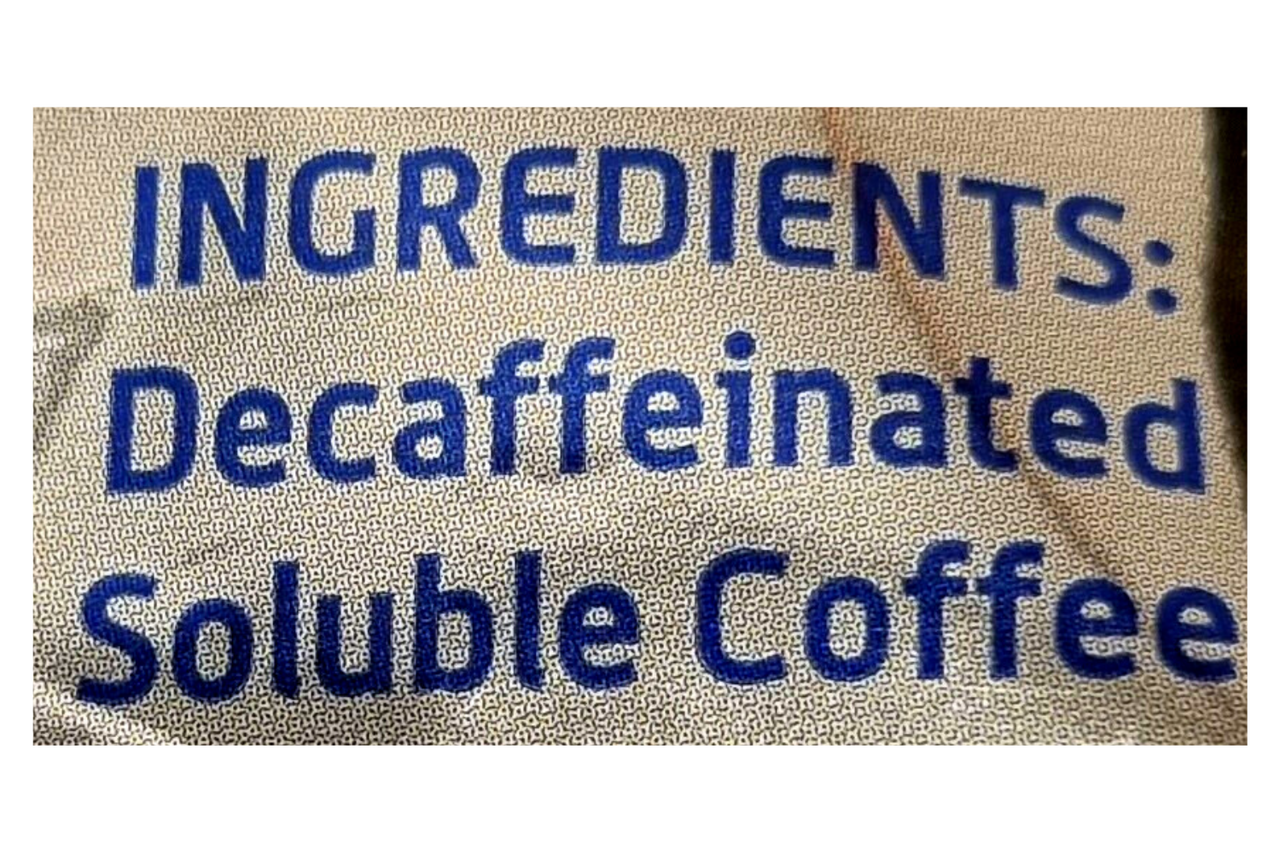 INGREDIENTS:
Decaffeinated
Soluble Coffee